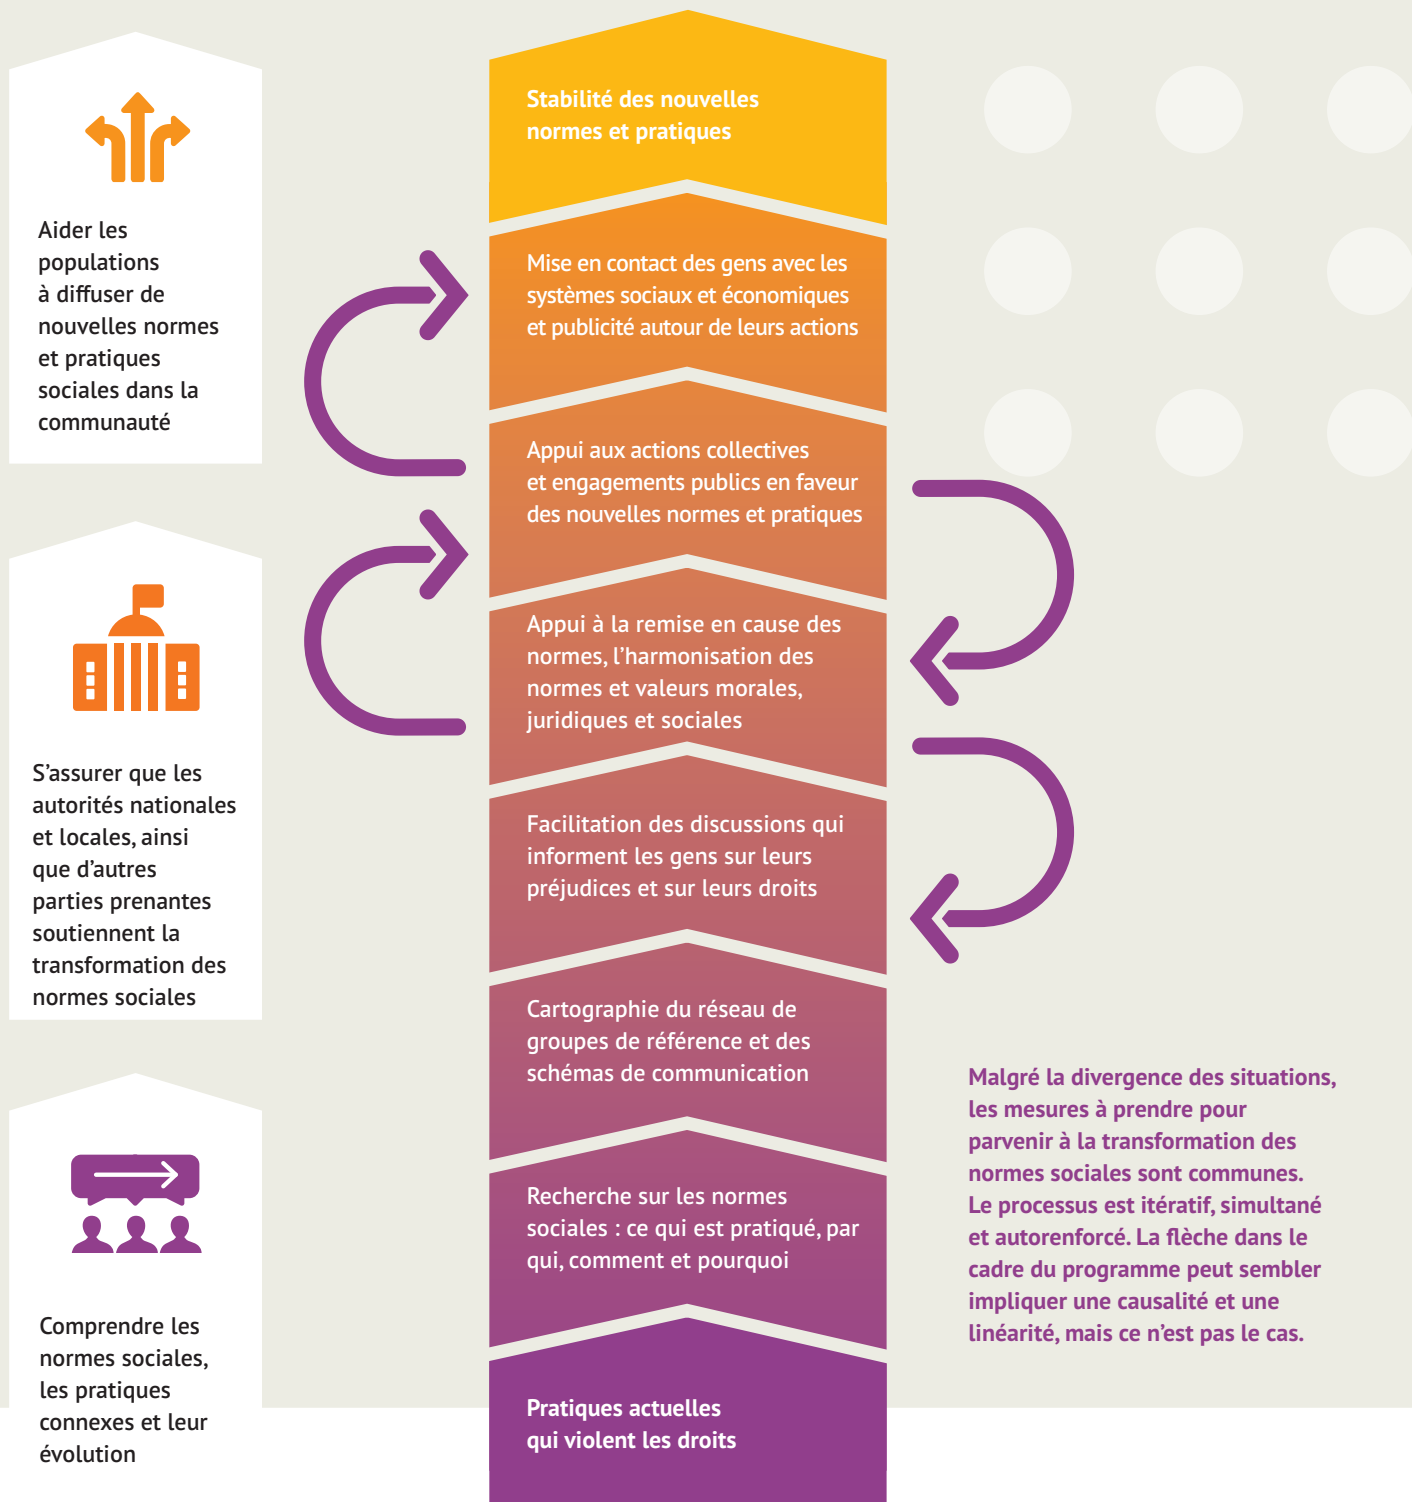 Aider les
populations
à diffuser de
nouvelles normes
et pratiques
sociales dans la
communauté
S’assurer que les
autorités nationales
et locales, ainsi
que d’autres
parties prenantes
soutiennent la
transformation des
normes sociales
Comprendre les
normes sociales,
les pratiques
connexes et leur
évolution
Stabilité des nouvelles
normes et pratiques
Mise en contact des gens avec les
systèmes sociaux et économiques
et publicité autour de leurs actions
Appui aux actions collectives
et engagements publics en faveur
des nouvelles normes et pratiques
Appui à la remise en cause des
normes, l’harmonisation des
normes et valeurs morales,
juridiques et sociales
Facilitation des discussions qui
informent les gens sur leurs
préjudices et sur leurs droits
Cartographie du réseau de
groupes de référence et des
schémas de communication
Recherche sur les normes
sociales : ce qui est pratiqué, par
qui, comment et pourquoi
Pratiques actuelles
qui violent les droits
Malgré la divergence des situations,
les mesures à prendre pour
parvenir à la transformation des
normes sociales sont communes.
Le processus est itératif, simultané
et autorenforcé. La flèche dans le
cadre du programme peut sembler
impliquer une causalité et une
linéarité, mais ce n’est pas le cas.